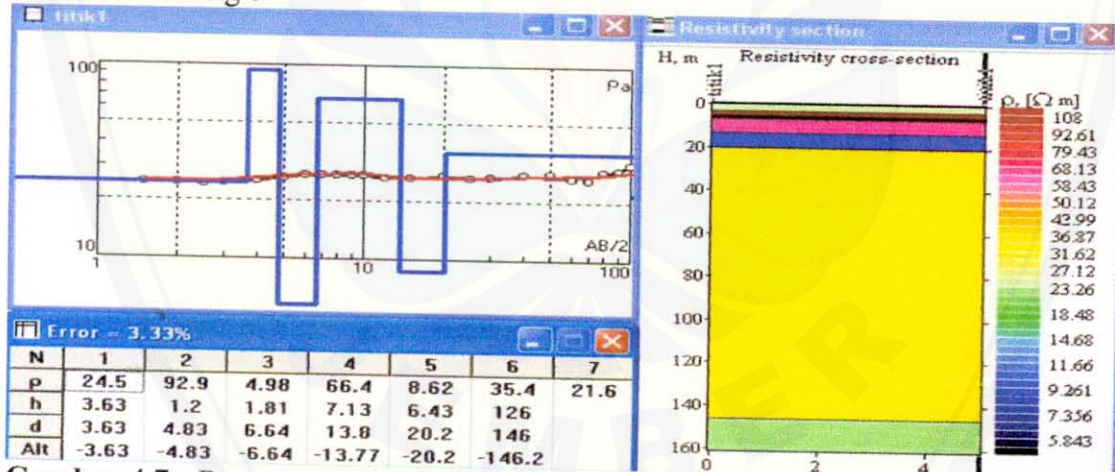 titik1
100
10
1
10
100
Pa
AB/2
Error = 3.33%
N 1 2 3 4 5 6 7
ρ 24.5 92.9 4.98 66.4 8.62 35.4 21.6
h 3.63 1.2 1.81 7.13 6.43 126
d 3.63 4.83 6.64 13.8 20.2 146
Alt -3.63 -4.83 -6.64 -13.77 -20.2 -146.2
Resistivity section
H, m Resistivity cross-section
titik1
0
20
40
60
80
100
120
140
160
0 2 4
ρ, [Ω m]
108
92.61
79.43
68.13
58.43
50.12
42.99
36.87
31.62
27.12
23.26
18.48
14.68
11.66
9.261
7.356
5.843